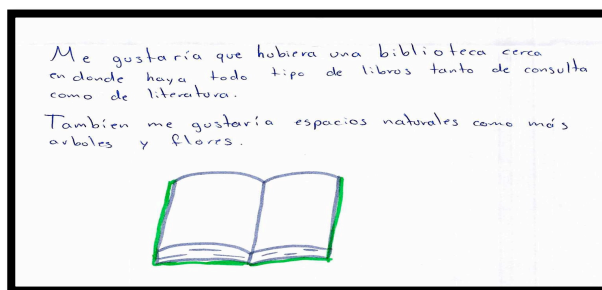 Me gustaría que hubiera una biblioteca cerca
en donde haya todo tipo de libros tanto de consulta
como de literatura.
Tambien me gustaría espacios naturales como más
arboles y flores.